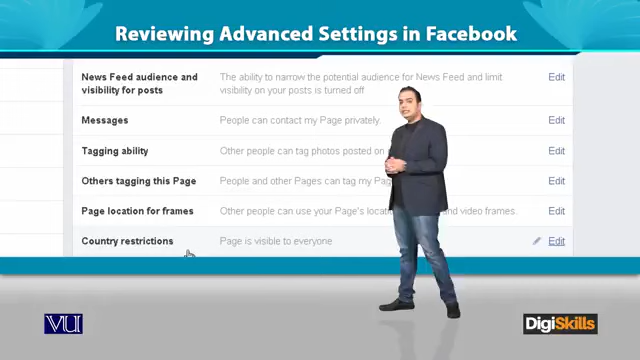 Reviewing Advanced Settings in Facebook
News Feed audience and visibility for posts
The ability to narrow the potential audience for News Feed and limit visibility on your posts is turned off
Edit
Messages
People can contact my Page privately.
Edit
Tagging ability
Other people can tag photos posted on
Edit
Others tagging this Page
People and other Pages can tag my
Edit
Page location for frames
Other people can use your Page's and video frames.
Edit
Country restrictions
Page is visible to everyone
Edit
VU
DigiSkills